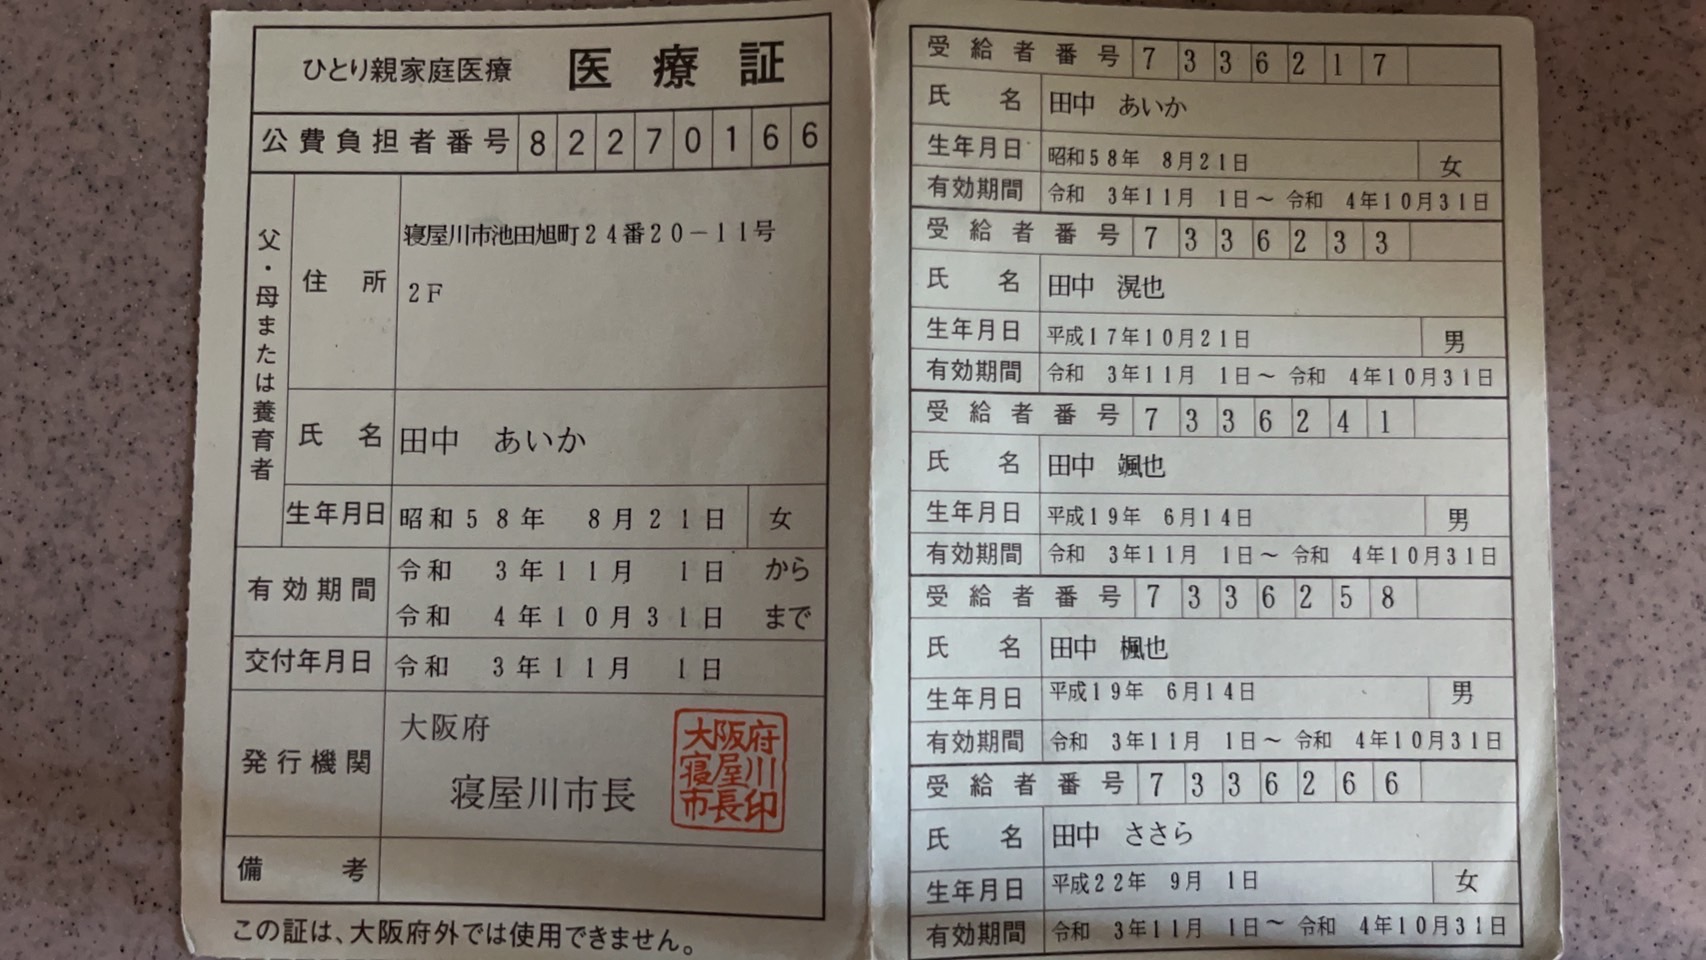 ひとり親家庭医療 医療証
公費負担者番号 82270166
父・母または養育者
住所 寝屋川市池田旭町24番20-11号
2F
氏名 田中 あいか
生年月日 昭和58年 8月21日 女
有効期間 令和 3年11月 1日 から
令和 4年10月31日 まで
交付年月日 令和 3年11月 1日
発行機関 大阪府
寝屋川市長
大阪府
寝屋川
市長印
備考
この証は、大阪府外では使用できません。
受給者番号 7336217
氏名 田中 あいか
生年月日 昭和58年 8月21日 女
有効期間 令和 3年11月 1日~令和 4年10月31日
受給者番号 7336233
氏名 田中 滉也
生年月日 平成17年10月21日 男
有効期間 令和 3年11月 1日~令和 4年10月31日
受給者番号 7336241
氏名 田中 颯也
生年月日 平成19年 6月14日 男
有効期間 令和 3年11月 1日~令和 4年10月31日
受給者番号 7336258
氏名 田中 楓也
生年月日 平成19年 6月14日 男
有効期間 令和 3年11月 1日~令和 4年10月31日
受給者番号 7336266
氏名 田中 ささら
生年月日 平成22年 9月 1日 女
有効期間 令和 3年11月 1日~令和 4年10月31日